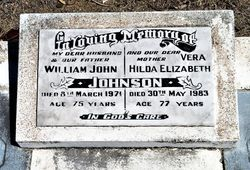 In Loving Memory of
MY DEAR HUSBAND AND OUR DEAR
& OUR FATHER MOTHER VERA
WILLIAM JOHN HILDA ELIZABETH
JOHNSON
DIED 8TH MARCH 1971 DIED 30TH MAY 1983
AGE 75 YEARS AGE 77 YEARS
IN GOD'S CARE